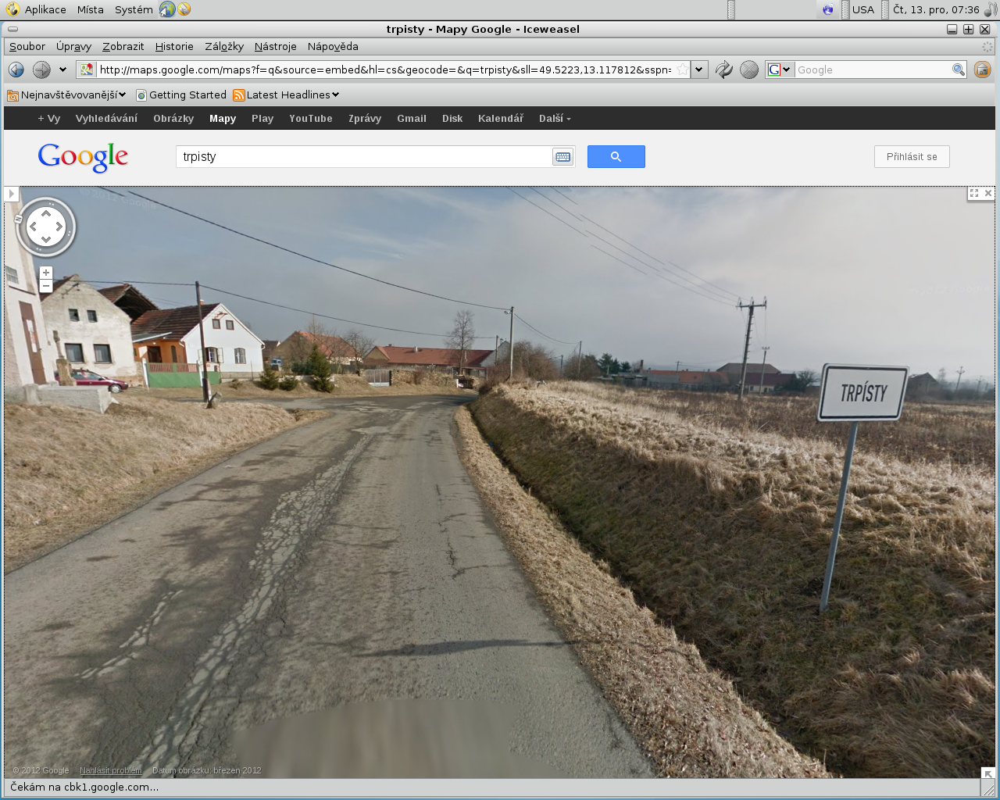 Aplikace Místa Systém USA Čt, 13. pro, 07:36
trpisty - Mapy Google - Iceweasel
Soubor Úpravy Zobrazit Historie Záložky Nástroje Nápověda
http://maps.google.com/maps?f=q&source=embed&hl=cs&geocode=&q=trpisty&sll=49.5223,13.117812&sspn= G Google
Nejnavštěvovanější Getting Started Latest Headlines
+ Vy Vyhledávání Obrázky Mapy Play YouTube Zprávy Gmail Disk Kalendář Další
Google trpisty Přihlásit se
N
TRPÍSTY
© 2012 Google Nahlásit problém Datum obrázku: březen 2012
Čekám na cbk1.google.com...